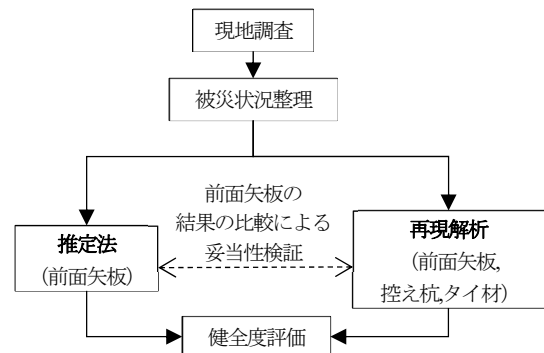 現地調査
被災状況整理
前面矢板の
結果の比較による
妥当性検証
推定法
(前面矢板)
再現解析
(前面矢板,
控え杭,タイ材)
健全度評価